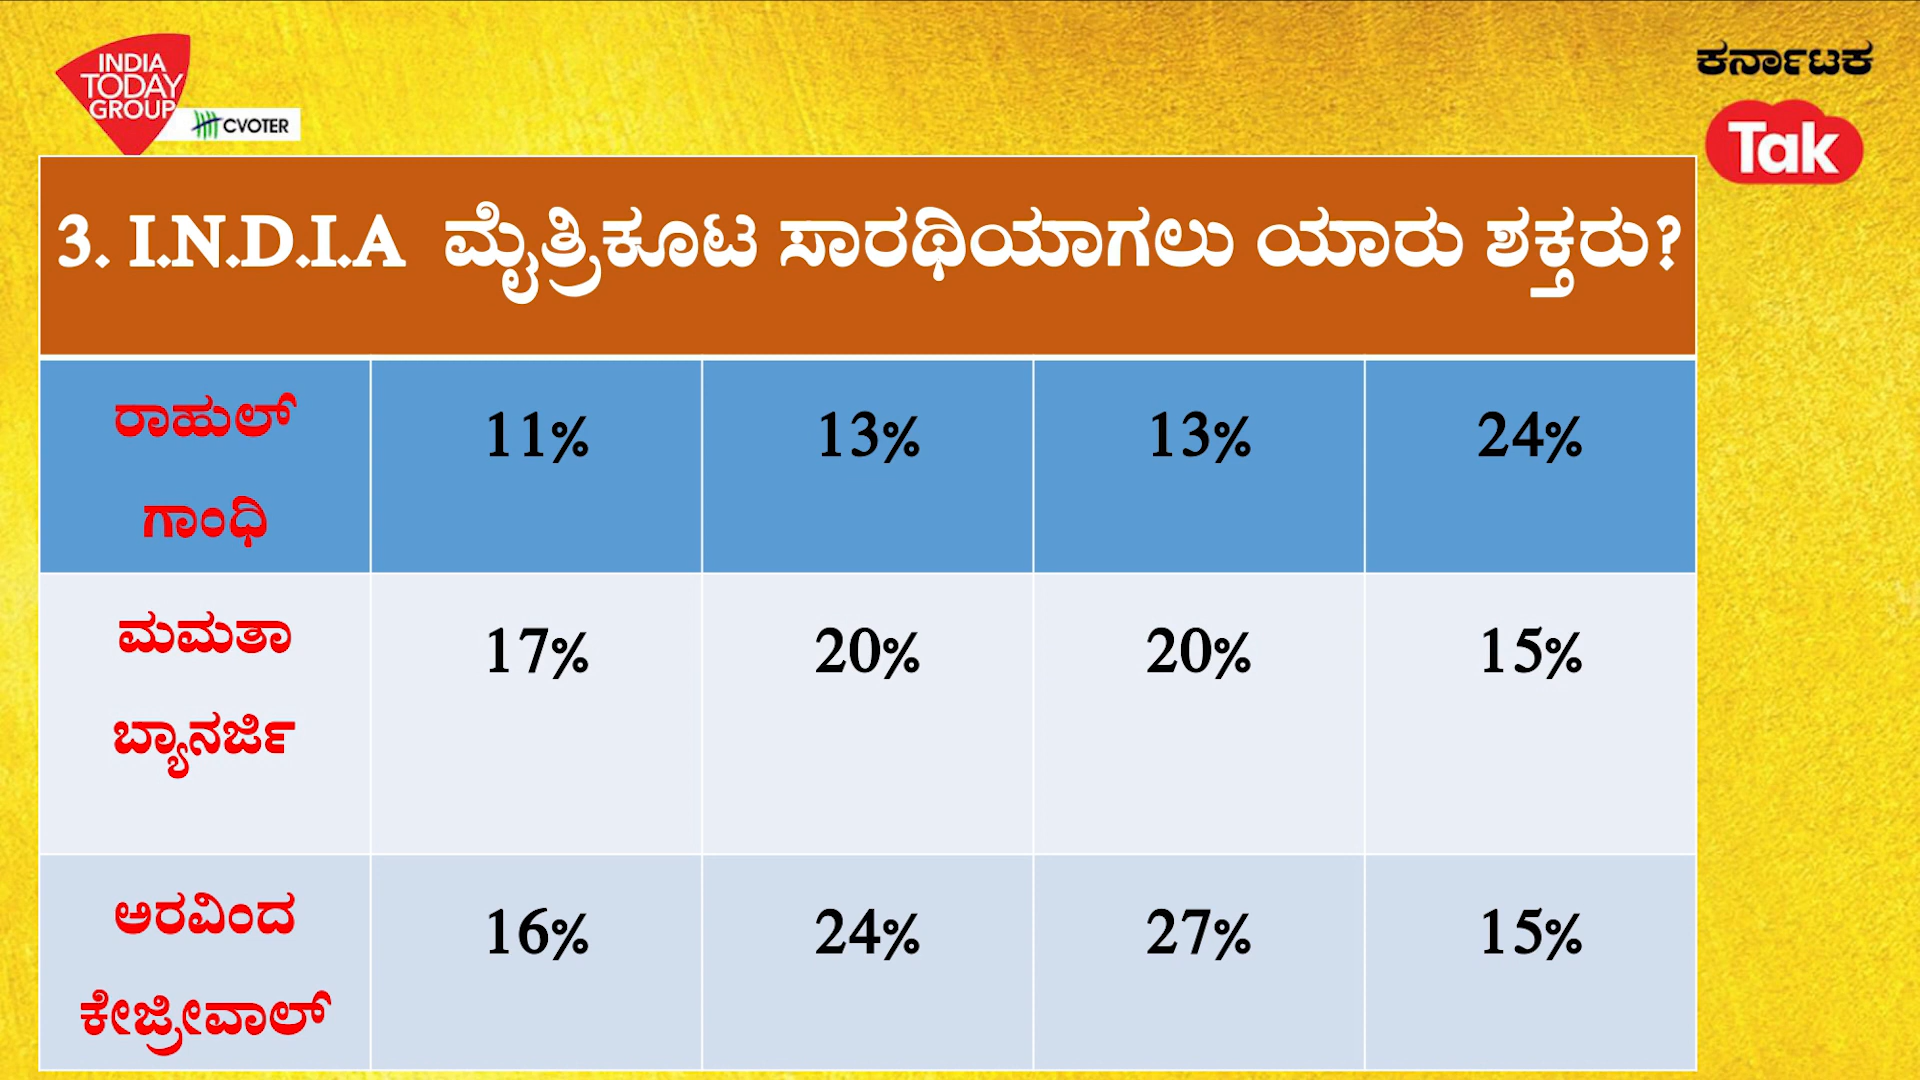 INDIA
TODAY
GROUP
CVOTER
ಕರ್ನಾಟಕ
Tak
3. I.N.D.I.A ಮೈತ್ರಿಕೂಟ ಸಾರಥಿಯಾಗಲು ಯಾರು ಶಕ್ತರು?
ರಾಹುಲ್
ಗಾಂಧಿ
11% 13% 13% 24%
ಮಮತಾ
ಬ್ಯಾನರ್ಜಿ
17% 20% 20% 15%
ಅರವಿಂದ
ಕೇಜ್ರೀವಾಲ್
16% 24% 27% 15%